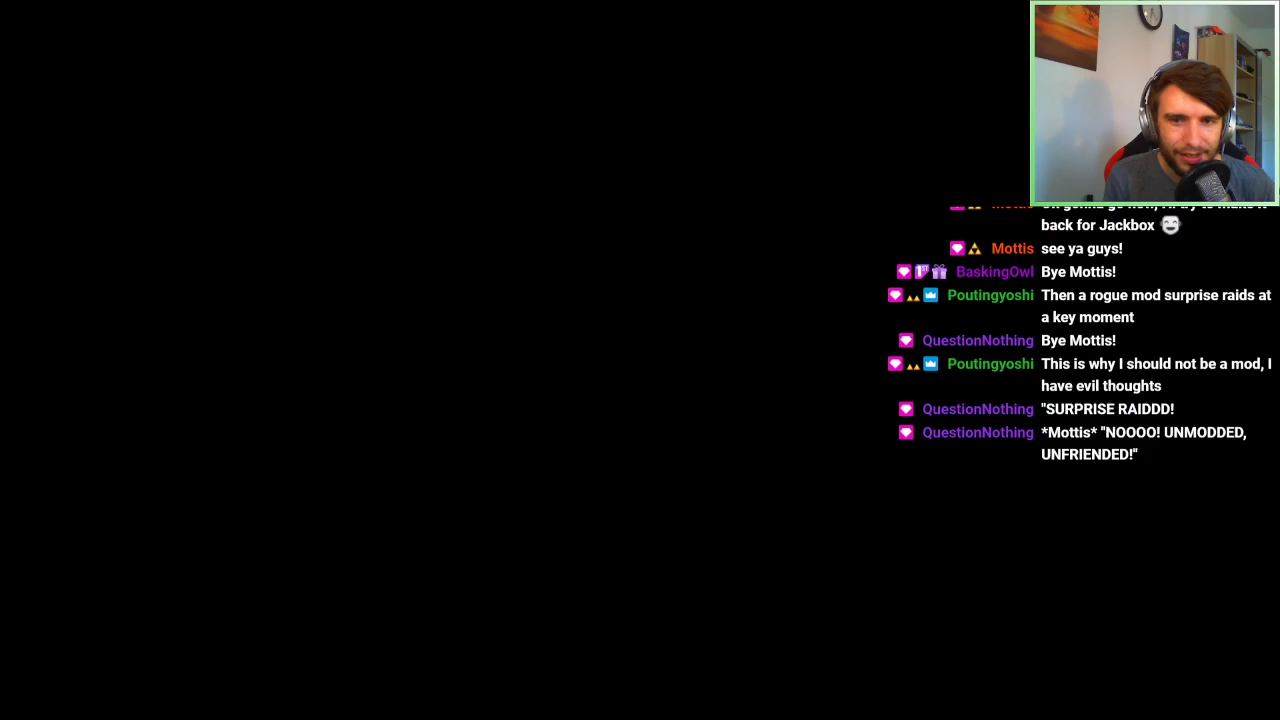 back for Jackbox
Mottis see ya guys!
BaskingOwl Bye Mottis!
Poutingyoshi Then a rogue mod surprise raids at
a key moment
QuestionNothing Bye Mottis!
Poutingyoshi This is why I should not be a mod, I
have evil thoughts
QuestionNothing "SURPRISE RAIDDD!
QuestionNothing *Mottis* "NOOOO! UNMODDED,
UNFRIENDED!"